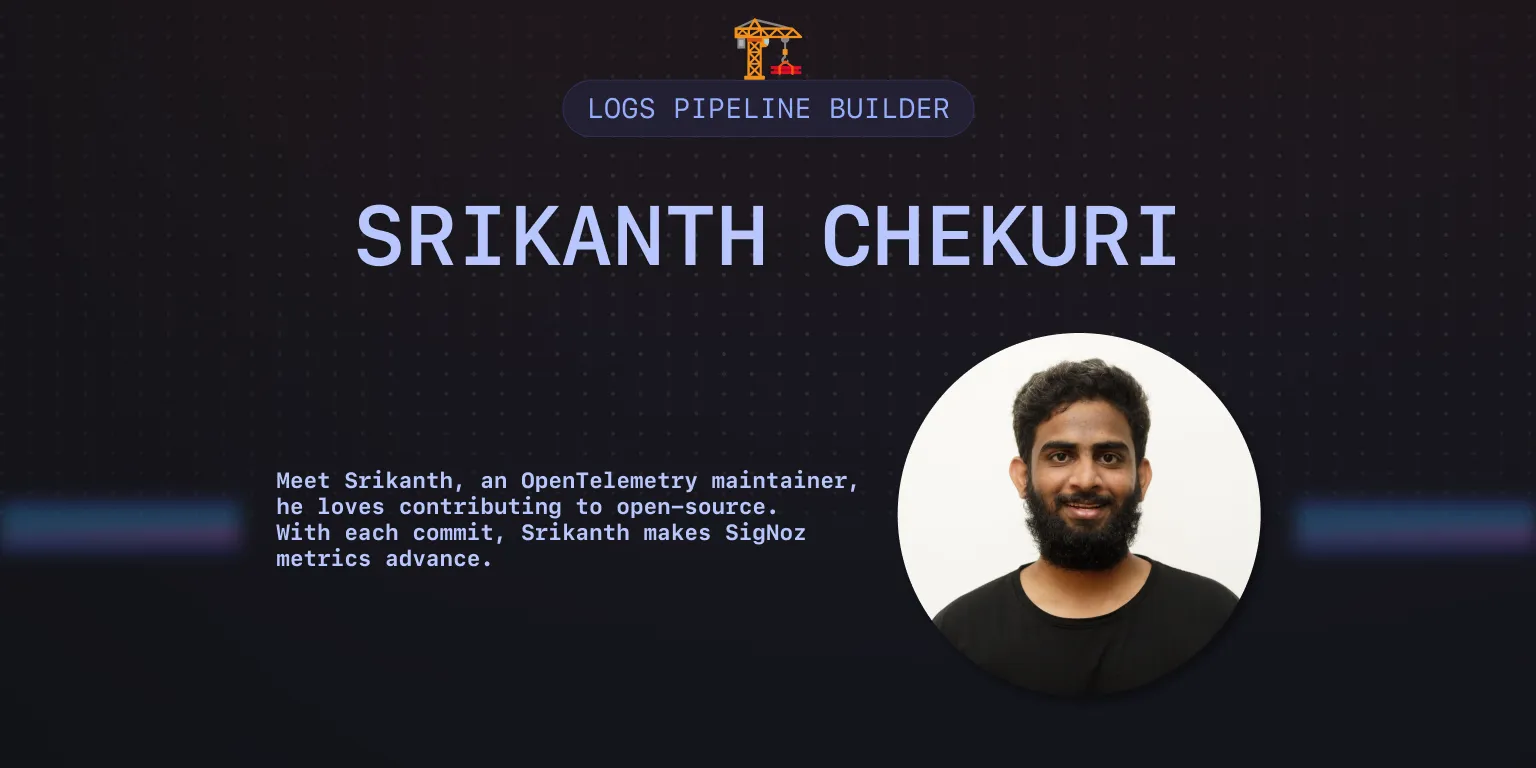 LOGS PIPELINE BUILDER
SRIKANTH CHEKURI
Meet Srikanth, an OpenTelemetry maintainer,
he loves contributing to open-source.
With each commit, Srikanth makes SigNoz
metrics advance.